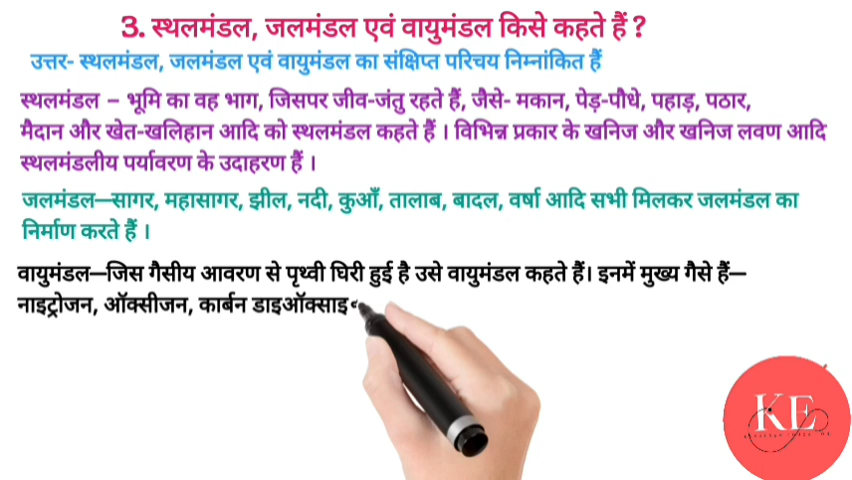 3. स्थलमंडल, जलमंडल एवं वायुमंडल किसे कहते हैं ?
उत्तर- स्थलमंडल, जलमंडल एवं वायुमंडल का संक्षिप्त परिचय निम्नांकित हैं
स्थलमंडल – भूमि का वह भाग, जिसपर जीव-जंतु रहते हैं, जैसे- मकान, पेड़-पौधे, पहाड़, पठार,
मैदान और खेत-खलिहान आदि को स्थलमंडल कहते हैं । विभिन्न प्रकार के खनिज और खनिज लवण आदि
स्थलमंडलीय पर्यावरण के उदाहरण हैं ।
जलमंडल—सागर, महासागर, झील, नदी, कुआँ, तालाब, बादल, वर्षा आदि सभी मिलकर जलमंडल का
निर्माण करते हैं ।
वायुमंडल—जिस गैसीय आवरण से पृथ्वी घिरी हुई है उसे वायुमंडल कहते हैं। इनमें मुख्य गैसे हैं—
नाइट्रोजन, ऑक्सीजन, कार्बन डाइऑक्साइ
KE